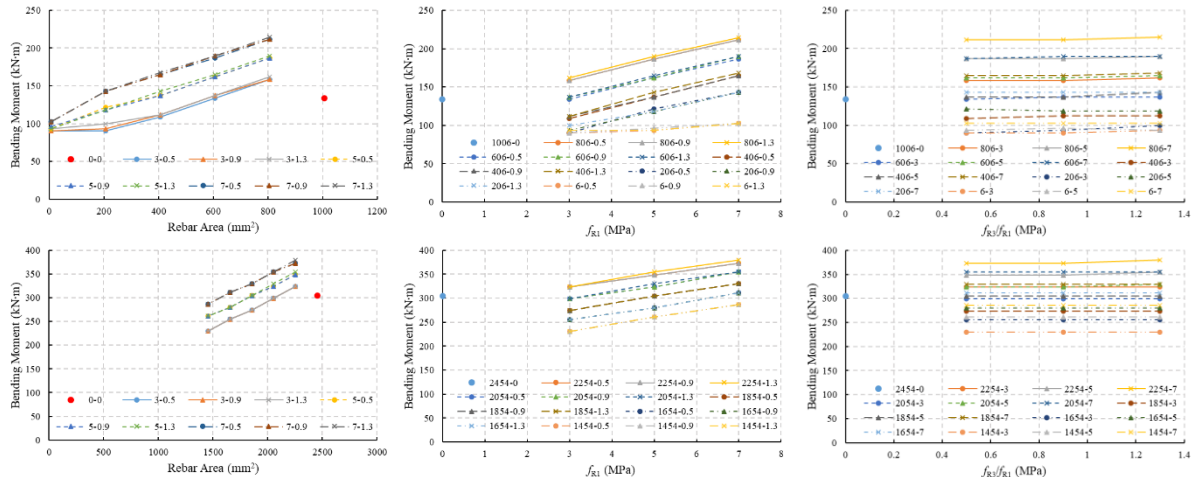 Bending Moment (kN·m)
250
200
150
100
50
0
0-0 3-0.5 3-0.9 3-1.3 5-0.5
5-0.9 5-1.3 7-0.5 7-0.9 7-1.3
0 200 400 600 800 1000 1200
Rebar Area (mm²)
Bending Moment (kN·m)
250
200
150
100
50
0
1006-0 806-0.5 806-0.9 806-1.3
606-0.5 606-0.9 606-1.3 406-0.5
406-0.9 406-1.3 206-0.5 206-0.9
206-1.3 6-0.5 6-0.9 6-1.3
0 1 2 3 4 5 6 7 8
fR1 (MPa)
Bending Moment (kN·m)
250
200
150
100
50
0
1006-0 806-3 806-5 806-7
606-3 606-5 606-7 406-3
406-5 406-7 206-3 206-5
206-7 6-3 6-5 6-7
0.0 0.2 0.4 0.6 0.8 1.0 1.2 1.4
fR3/fR1 (MPa)
Bending Moment (kN·m)
400
350
300
250
200
150
100
50
0
0-0 3-0.5 3-0.9 3-1.3 5-0.5
5-0.9 5-1.3 7-0.5 7-0.9 7-1.3
0 500 1000 1500 2000 2500 3000
Rebar Area (mm²)
Bending Moment (kN·m)
400
350
300
250
200
150
100
50
0
2454-0 2254-0.5 2254-0.9 2254-1.3
2054-0.5 2054-0.9 2054-1.3 1854-0.5
1854-0.9 1854-1.3 1654-0.5 1654-0.9
1654-1.3 1454-0.5 1454-0.9 1454-1.3
0 1 2 3 4 5 6 7 8
fR1 (MPa)
Bending Moment (kN·m)
400
350
300
250
200
150
100
50
0
2454-0 2254-3 2254-5 2254-7
2054-3 2054-5 2054-7 1854-3
1854-5 1854-7 1654-3 1654-5
1654-7 1454-3 1454-5 1454-7
0.0 0.2 0.4 0.6 0.8 1.0 1.2 1.4
fR3/fR1 (MPa)